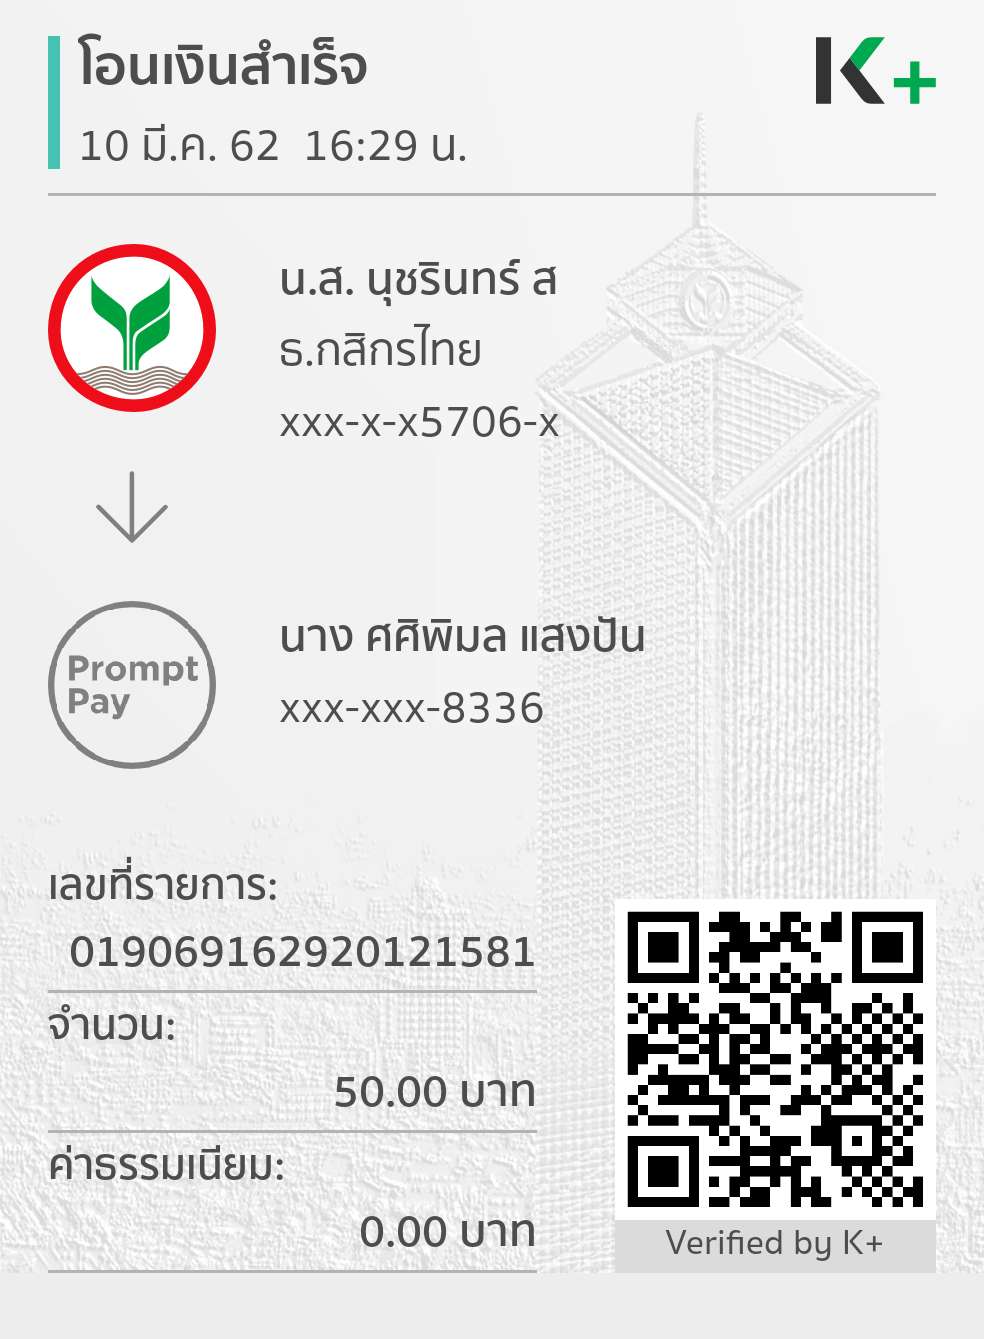 โอนเงินสำเร็จ
10 มี.ค. 62 16:29 น.
K+
น.ส. นุชรินทร์ ส
ธ.กสิกรไทย
xxx-x-x5706-x
นาง ศศิพิมล แสงปัน
xxx-xxx-8336
Prompt
Pay
เลขที่รายการ:
019069162920121581
จำนวน:
50.00 บาท
ค่าธรรมเนียม:
0.00 บาท
Verified by K+